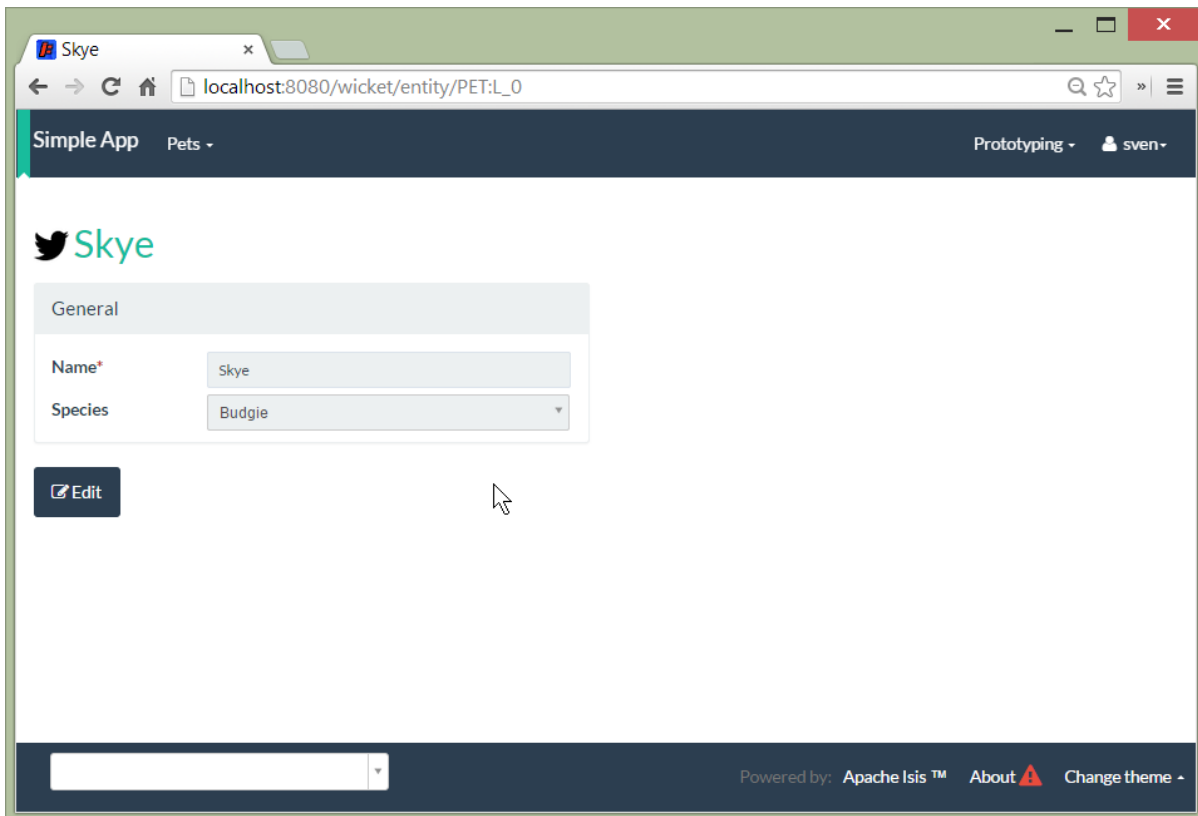 Skye
localhost:8080/wicket/entity/PET:L_0
Simple App Pets Prototyping sven
Skye
General
Name* Skye
Species Budgie
Edit
Powered by: Apache Isis ™ About Change theme